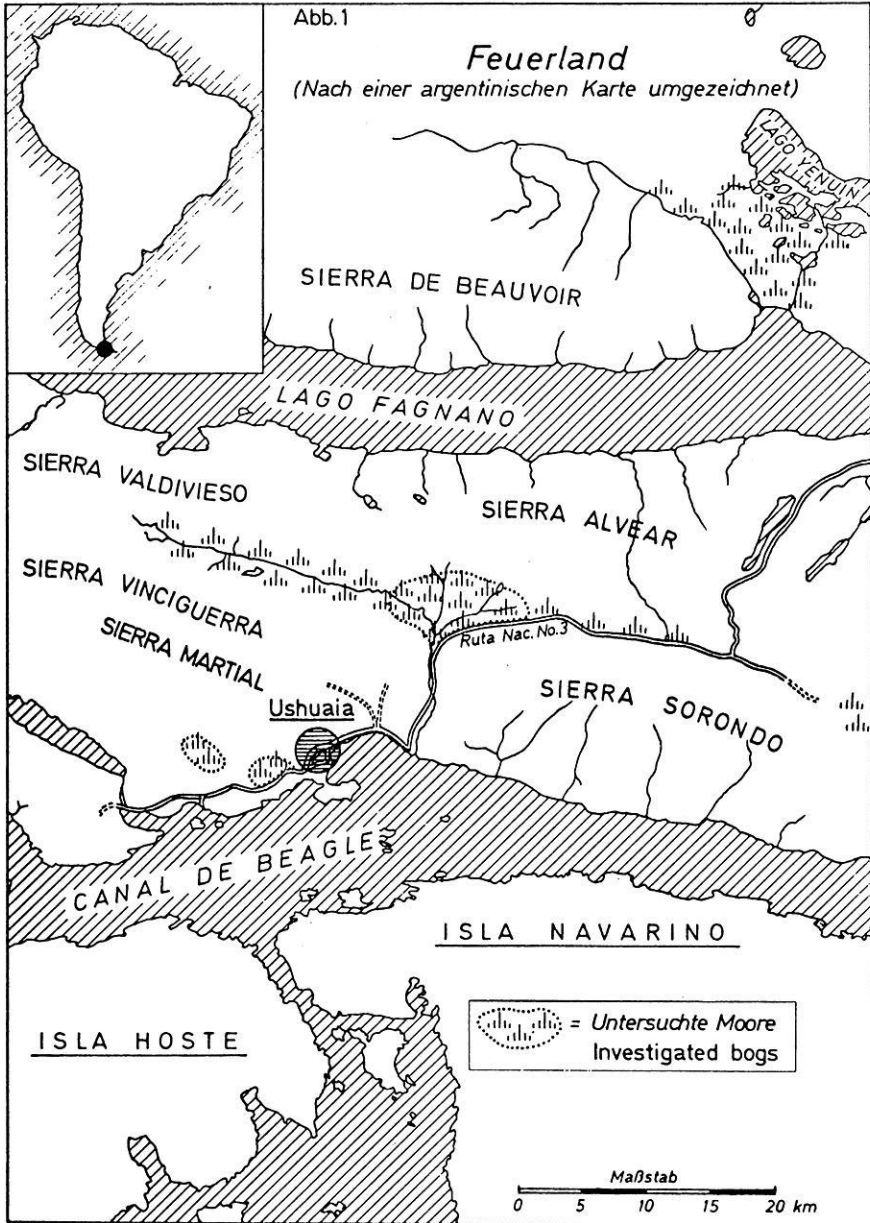 Abb.1
Feuerland
(Nach einer argentinischen Karte umgezeichnet)
LAGO YEHUIN
SIERRA DE BEAUVOIR
LAGO FAGNANO
SIERRA VALDIVIESO
SIERRA ALVEAR
SIERRA VINCIGUERRA
SIERRA MARTIAL
Ruta Nac. No.3
SIERRA SORONDO
Ushuaia
CANAL DE BEAGLE
ISLA NAVARINO
ISLA HOSTE
= Untersuchte Moore
Investigated bogs
Maßstab
0 5 10 15 20 km